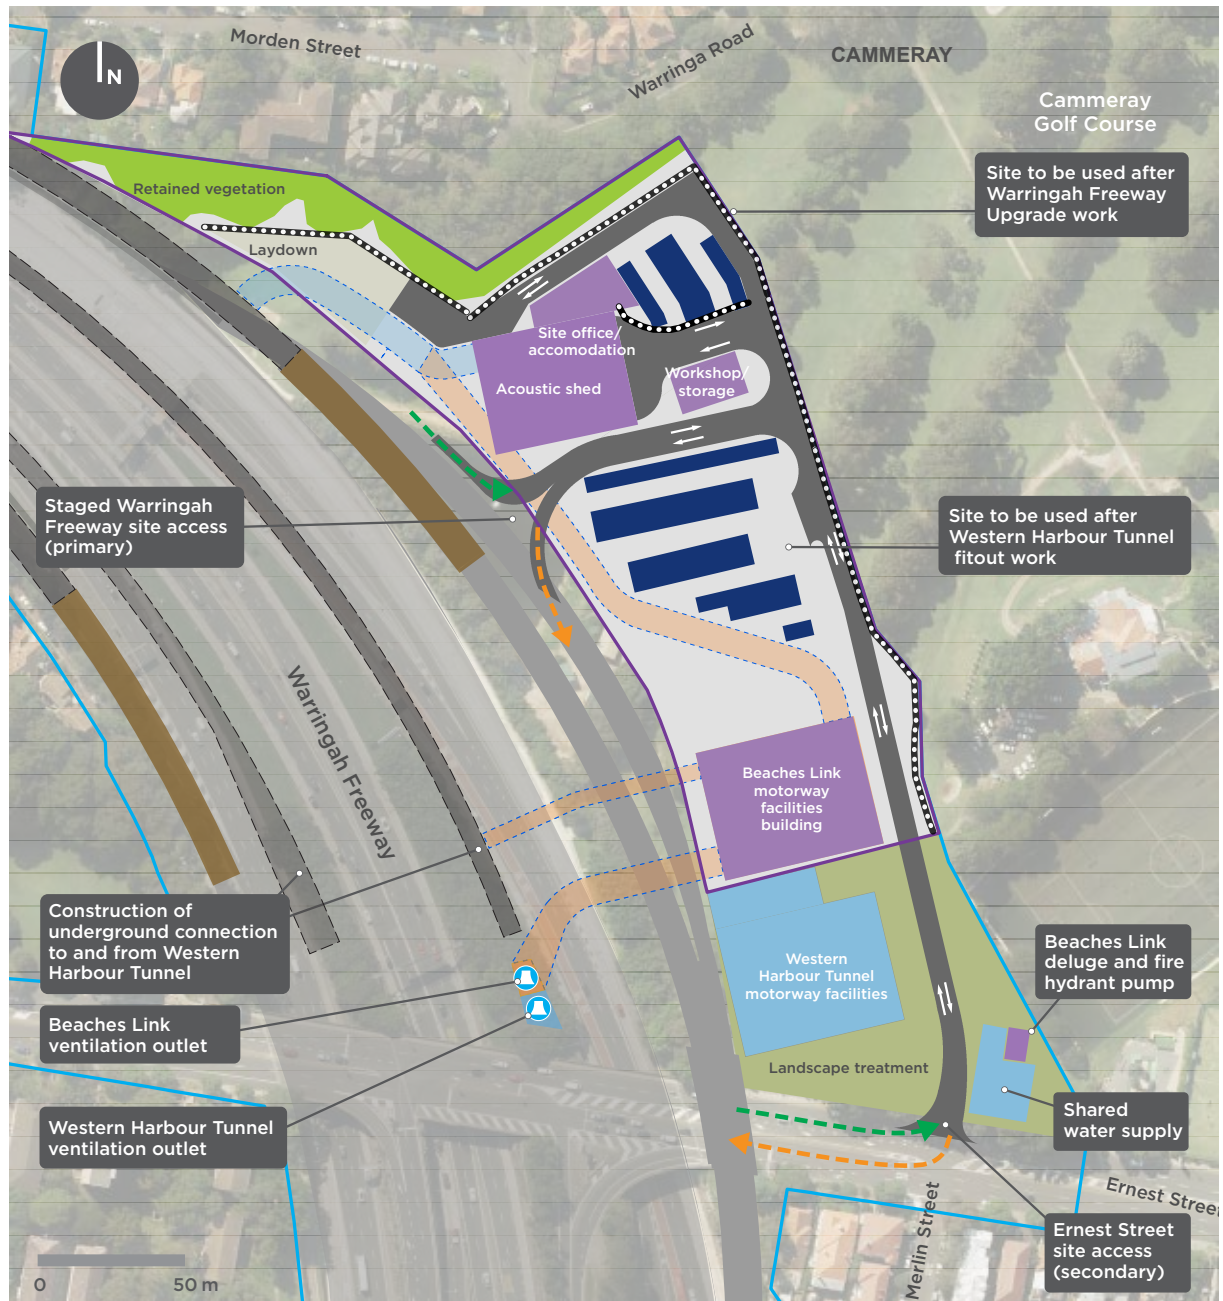 Morden Street
Warringa Road
CAMMERAY
N
Cammeray
Golf Course
Site to be used after
Warringah Freeway
Upgrade work
Retained vegetation
Laydown
Site office/
accomodation
Acoustic shed
Workshop/
storage
Staged Warringah
Freeway site access
(primary)
Site to be used after
Western Harbour Tunnel
fitout work
Warringah Freeway
Beaches Link
motorway
facilities
building
Construction of
underground connection
to and from Western
Harbour Tunnel
Western
Harbour Tunnel
motorway facilities
Beaches Link
deluge and fire
hydrant pump
Beaches Link
ventilation outlet
Landscape treatment
Western Harbour Tunnel
ventilation outlet
Shared
water supply
Ernest Street
Merlin Street
Ernest Street
site access
(secondary)
0 50 m